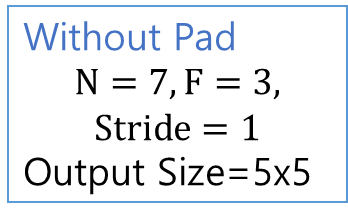 Without Pad
N = 7, F = 3,
Stride = 1
Output Size=5x5